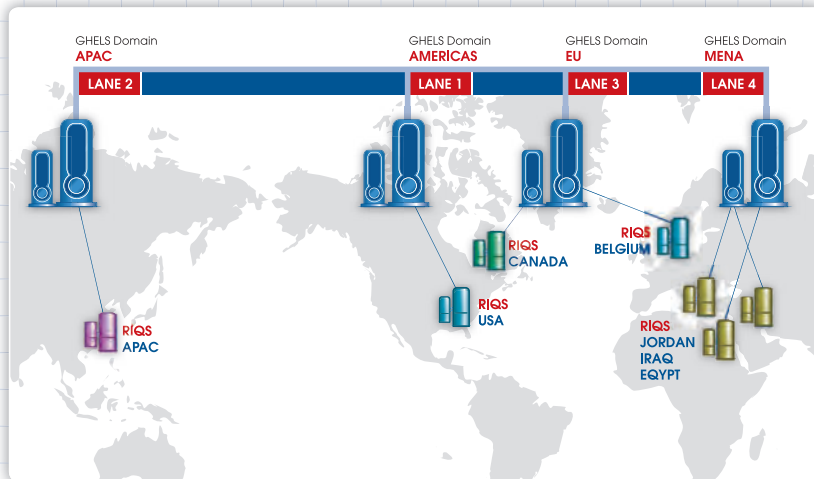 GHELS Domain
APAC
LANE 2
GHELS Domain
AMERICAS
LANE 1
GHELS Domain
EU
LANE 3
GHELS Domain
MENA
LANE 4
RIQS
APAC
RIQS
USA
RIQS
CANADA
RIQS
BELGIUM
RIQS
JORDAN
IRAQ
EQYPT